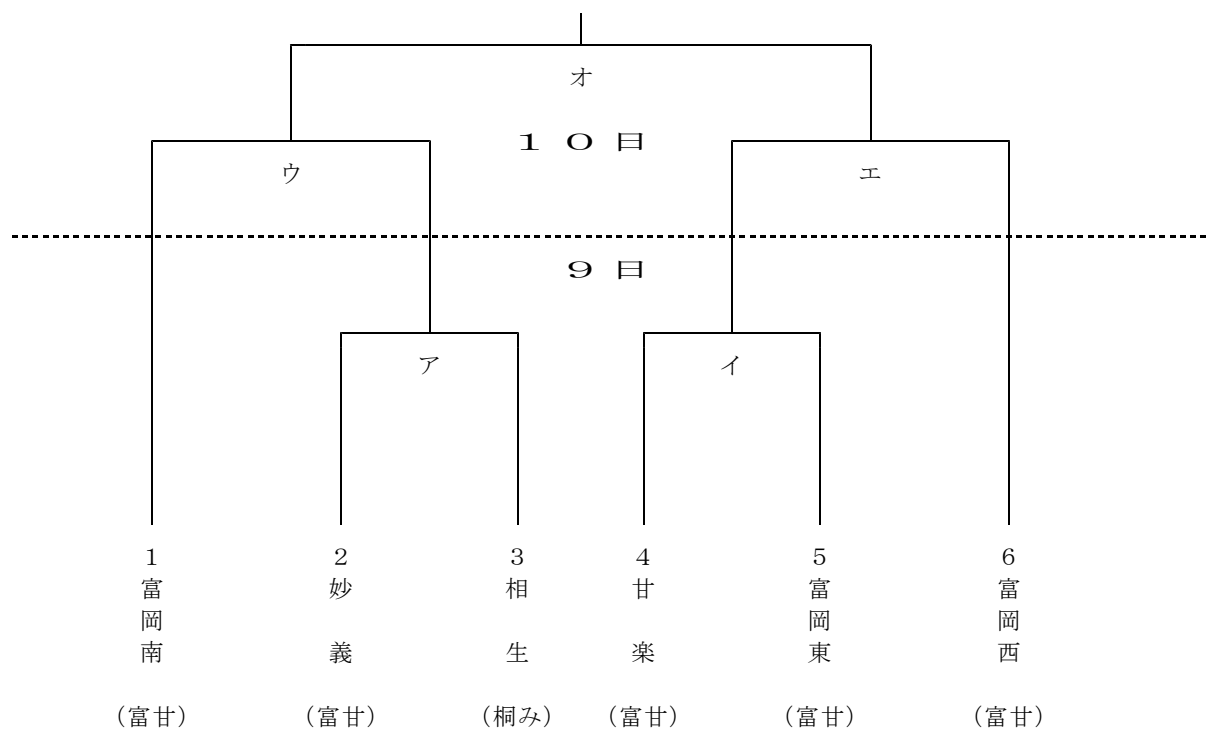 オ
１０日
ウ エ
９日
ア イ
１ ２ ３ ４ ５ ６
富岡南
妙義
相生
甘楽
富岡東
富岡西
（富甘） （富甘） （桐み） （富甘） （富甘） （富甘）